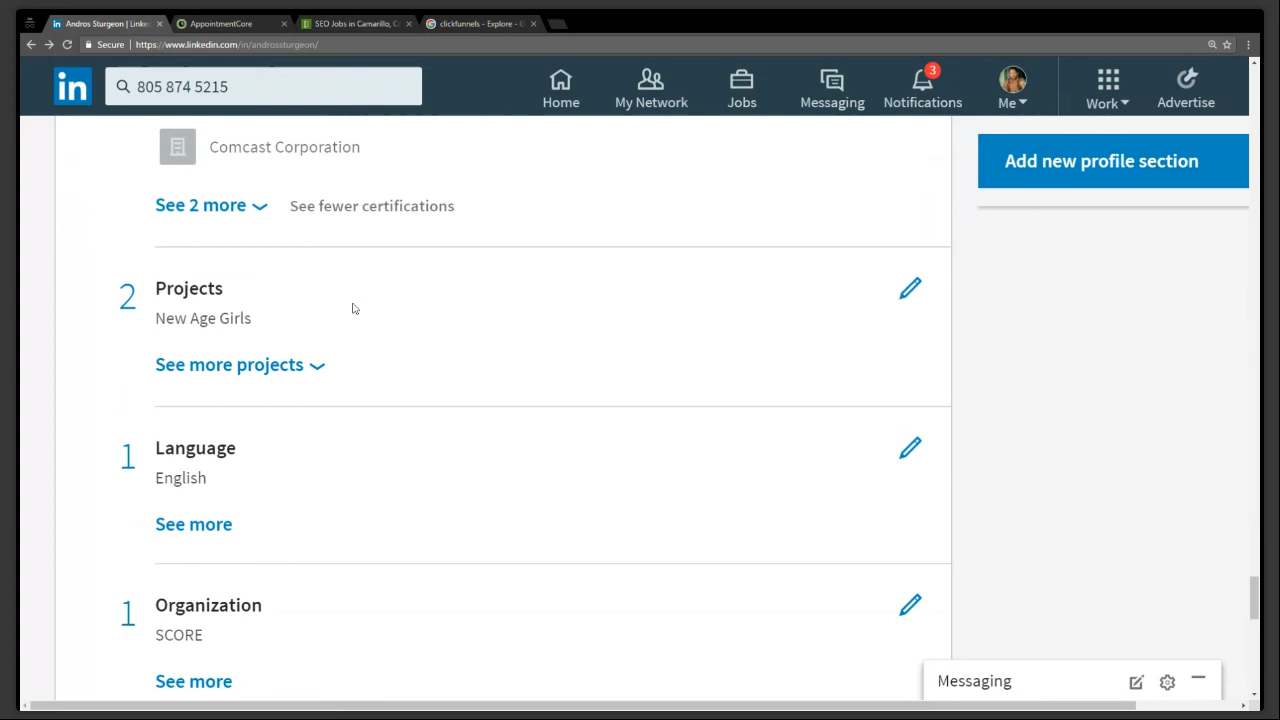 Andros Sturgeon | Linke
AppointmentCore
SEO Jobs in Camarillo, C
clickfunnels - Explore - G
Secure | https://www.linkedin.com/in/androssturgeon/
in
805 874 5215
Home
My Network
Jobs
Messaging
3
Notifications
Me
Work
Advertise
Comcast Corporation
Add new profile section
See 2 more
See fewer certifications
2
Projects
New Age Girls
See more projects
1
Language
English
See more
1
Organization
SCORE
See more
Messaging